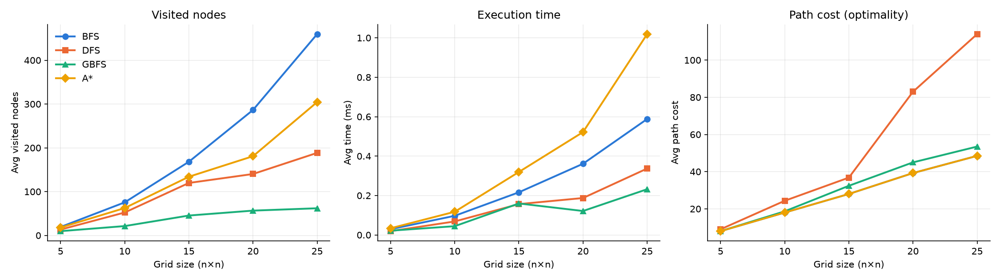 Visited nodes
BFS
DFS
GBFS
A*
400
300
200
100
0
Avg visited nodes
5 10 15 20 25
Grid size (n×n)
Execution time
1.0
0.8
0.6
0.4
0.2
0.0
Avg time (ms)
5 10 15 20 25
Grid size (n×n)
Path cost (optimality)
100
80
60
40
20
Avg path cost
5 10 15 20 25
Grid size (n×n)